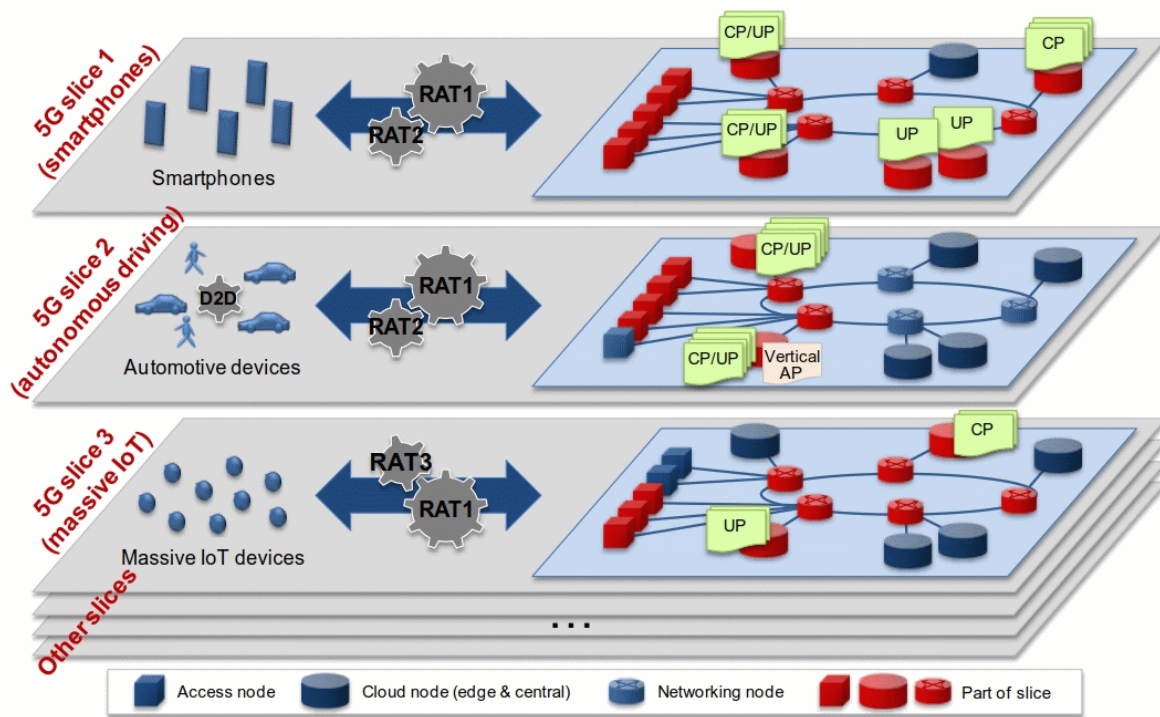 5G slice 1
(smartphones)
Smartphones
RAT1
RAT2
CP/UP
CP
CP/UP
UP
UP
5G slice 2
(autonomous driving)
D2D
Automotive devices
RAT1
RAT2
CP/UP
CP/UP
Vertical
AP
5G slice 3
(massive IoT)
Massive IoT devices
RAT3
RAT1
CP
UP
Other slices
...
Access node
Cloud node (edge & central)
Networking node
Part of slice